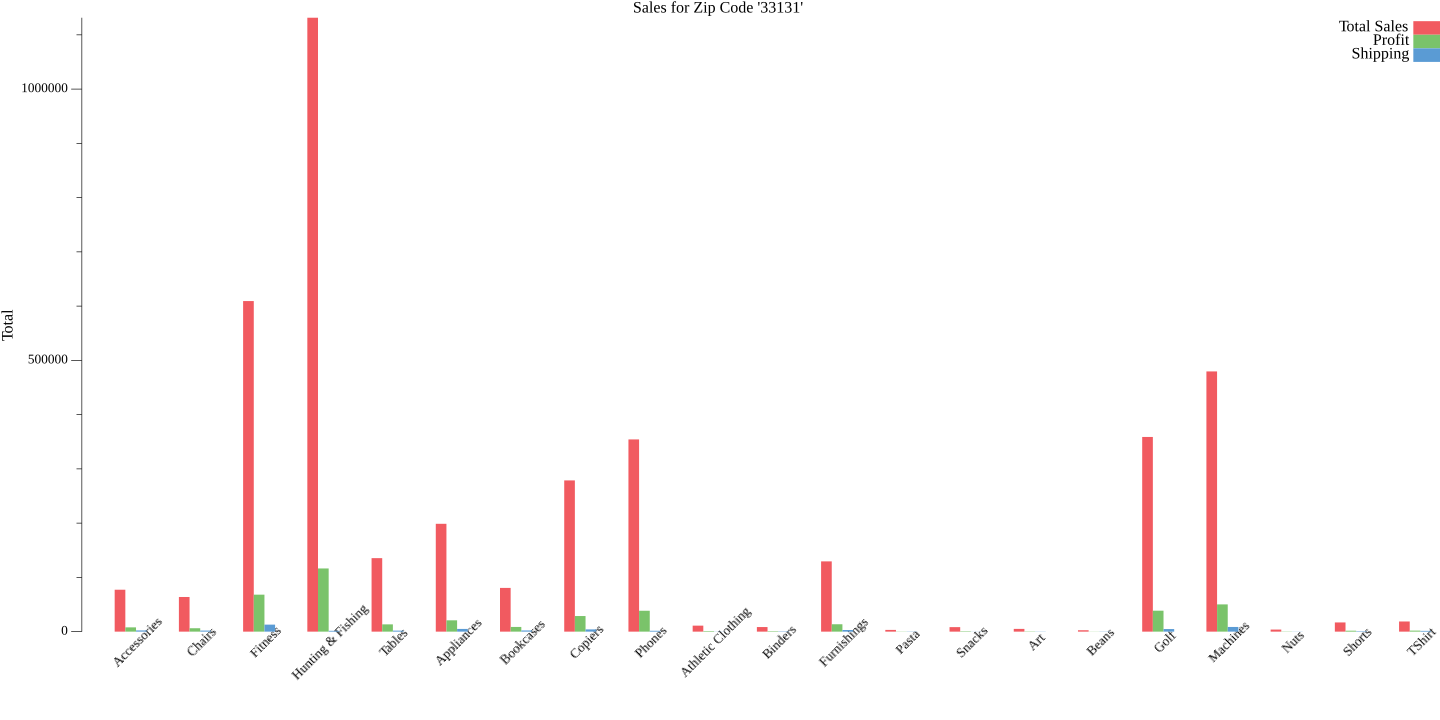 Sales for Zip Code '33131'
Total Sales
Profit
Shipping
1000000
500000
0
Total
Accessories
Chairs
Fitness
Hunting & Fishing
Tables
Appliances
Bookcases
Copiers
Phones
Athletic Clothing
Binders
Furnishings
Pasta
Snacks
Art
Beans
Golf
Machines
Nuts
Shorts
TShirt